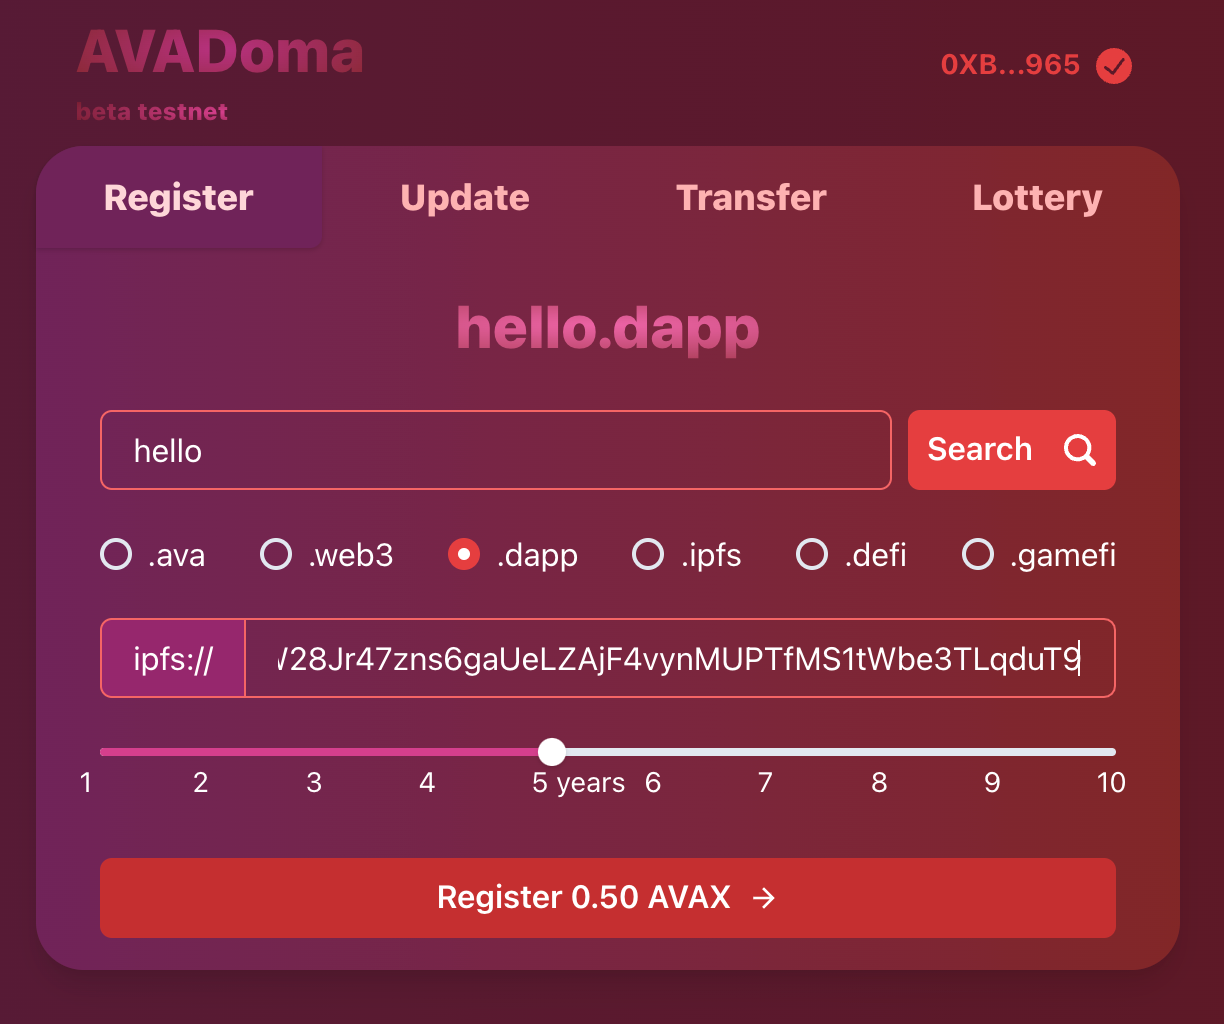 AVADoma
0XB...965
beta testnet
Register Update Transfer Lottery
hello.dapp
hello Search
.ava .web3 .dapp .ipfs .defi .gamefi
ipfs:// 28Jr47zns6gaUeLZAjF4vynMUPTfMS1tWbe3TLqduT9
1 2 3 4 5 years 6 7 8 9 10
Register 0.50 AVAX →